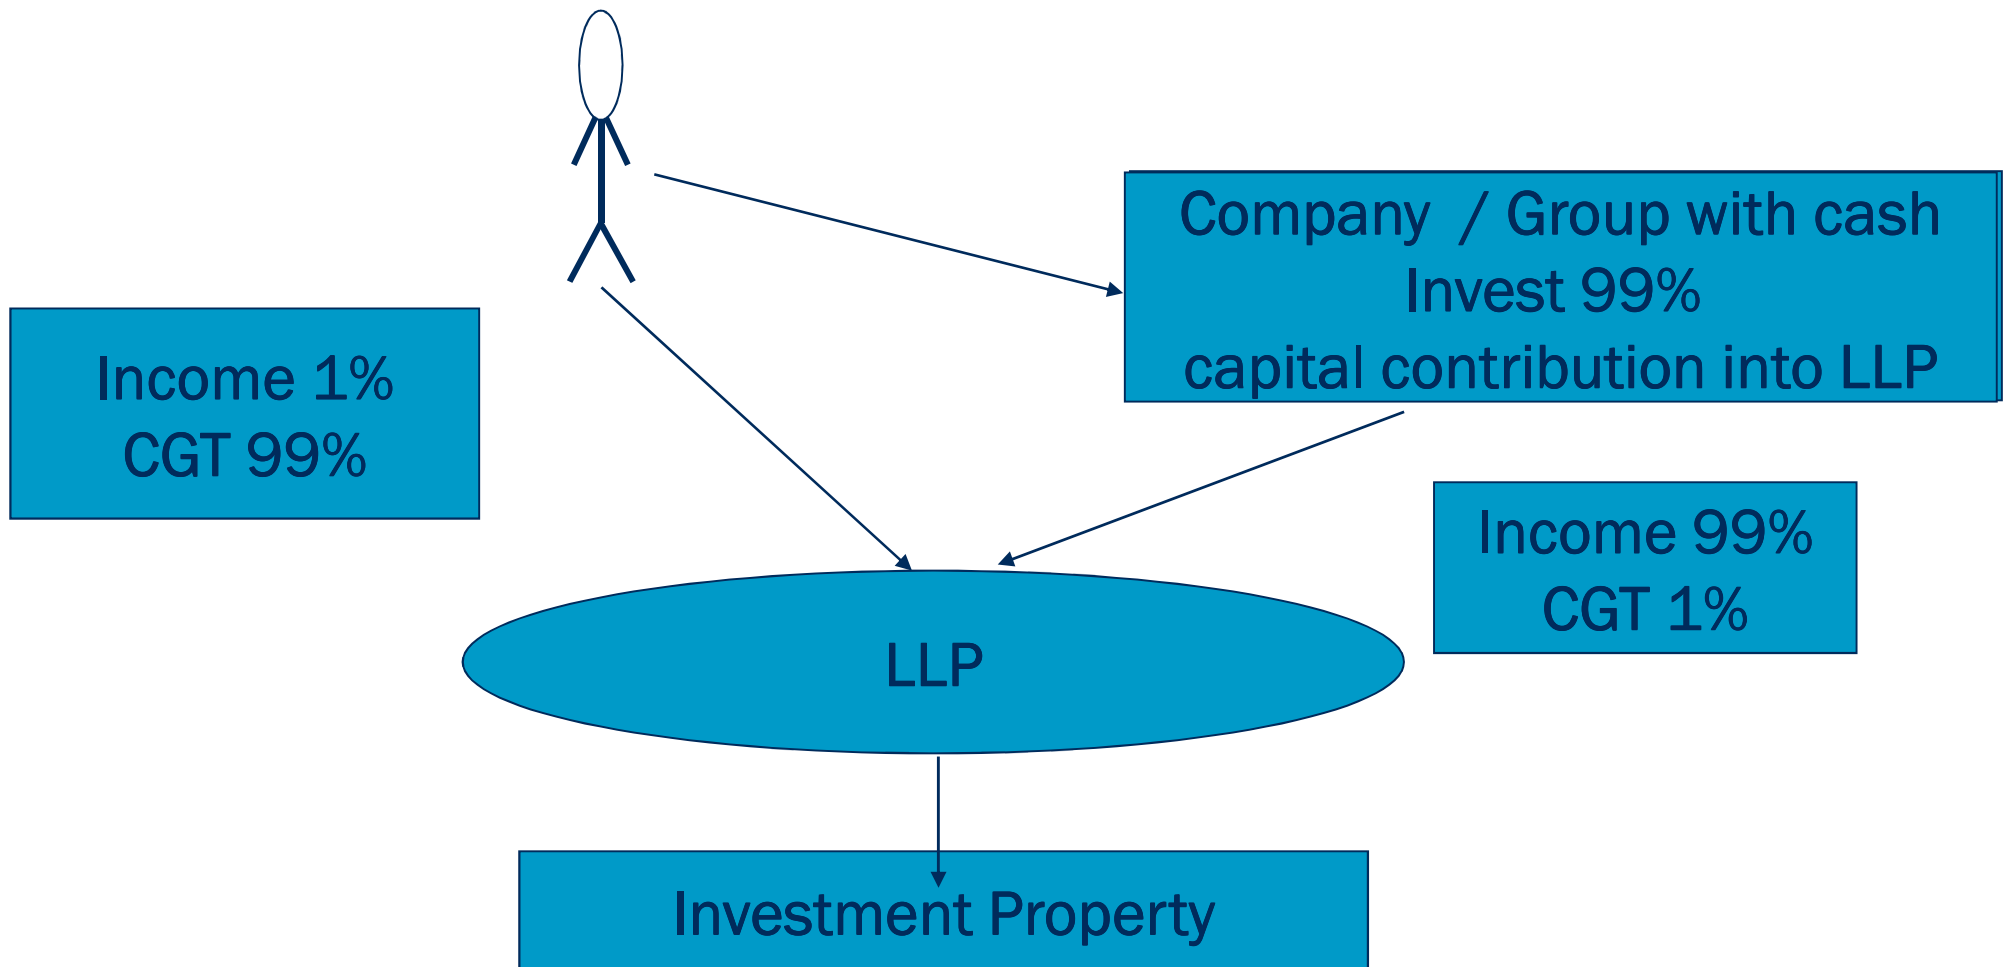 Company / Group with cash
Invest 99%
capital contribution into LLP
Income 1%
CGT 99%
Income 99%
CGT 1%
LLP
Investment Property